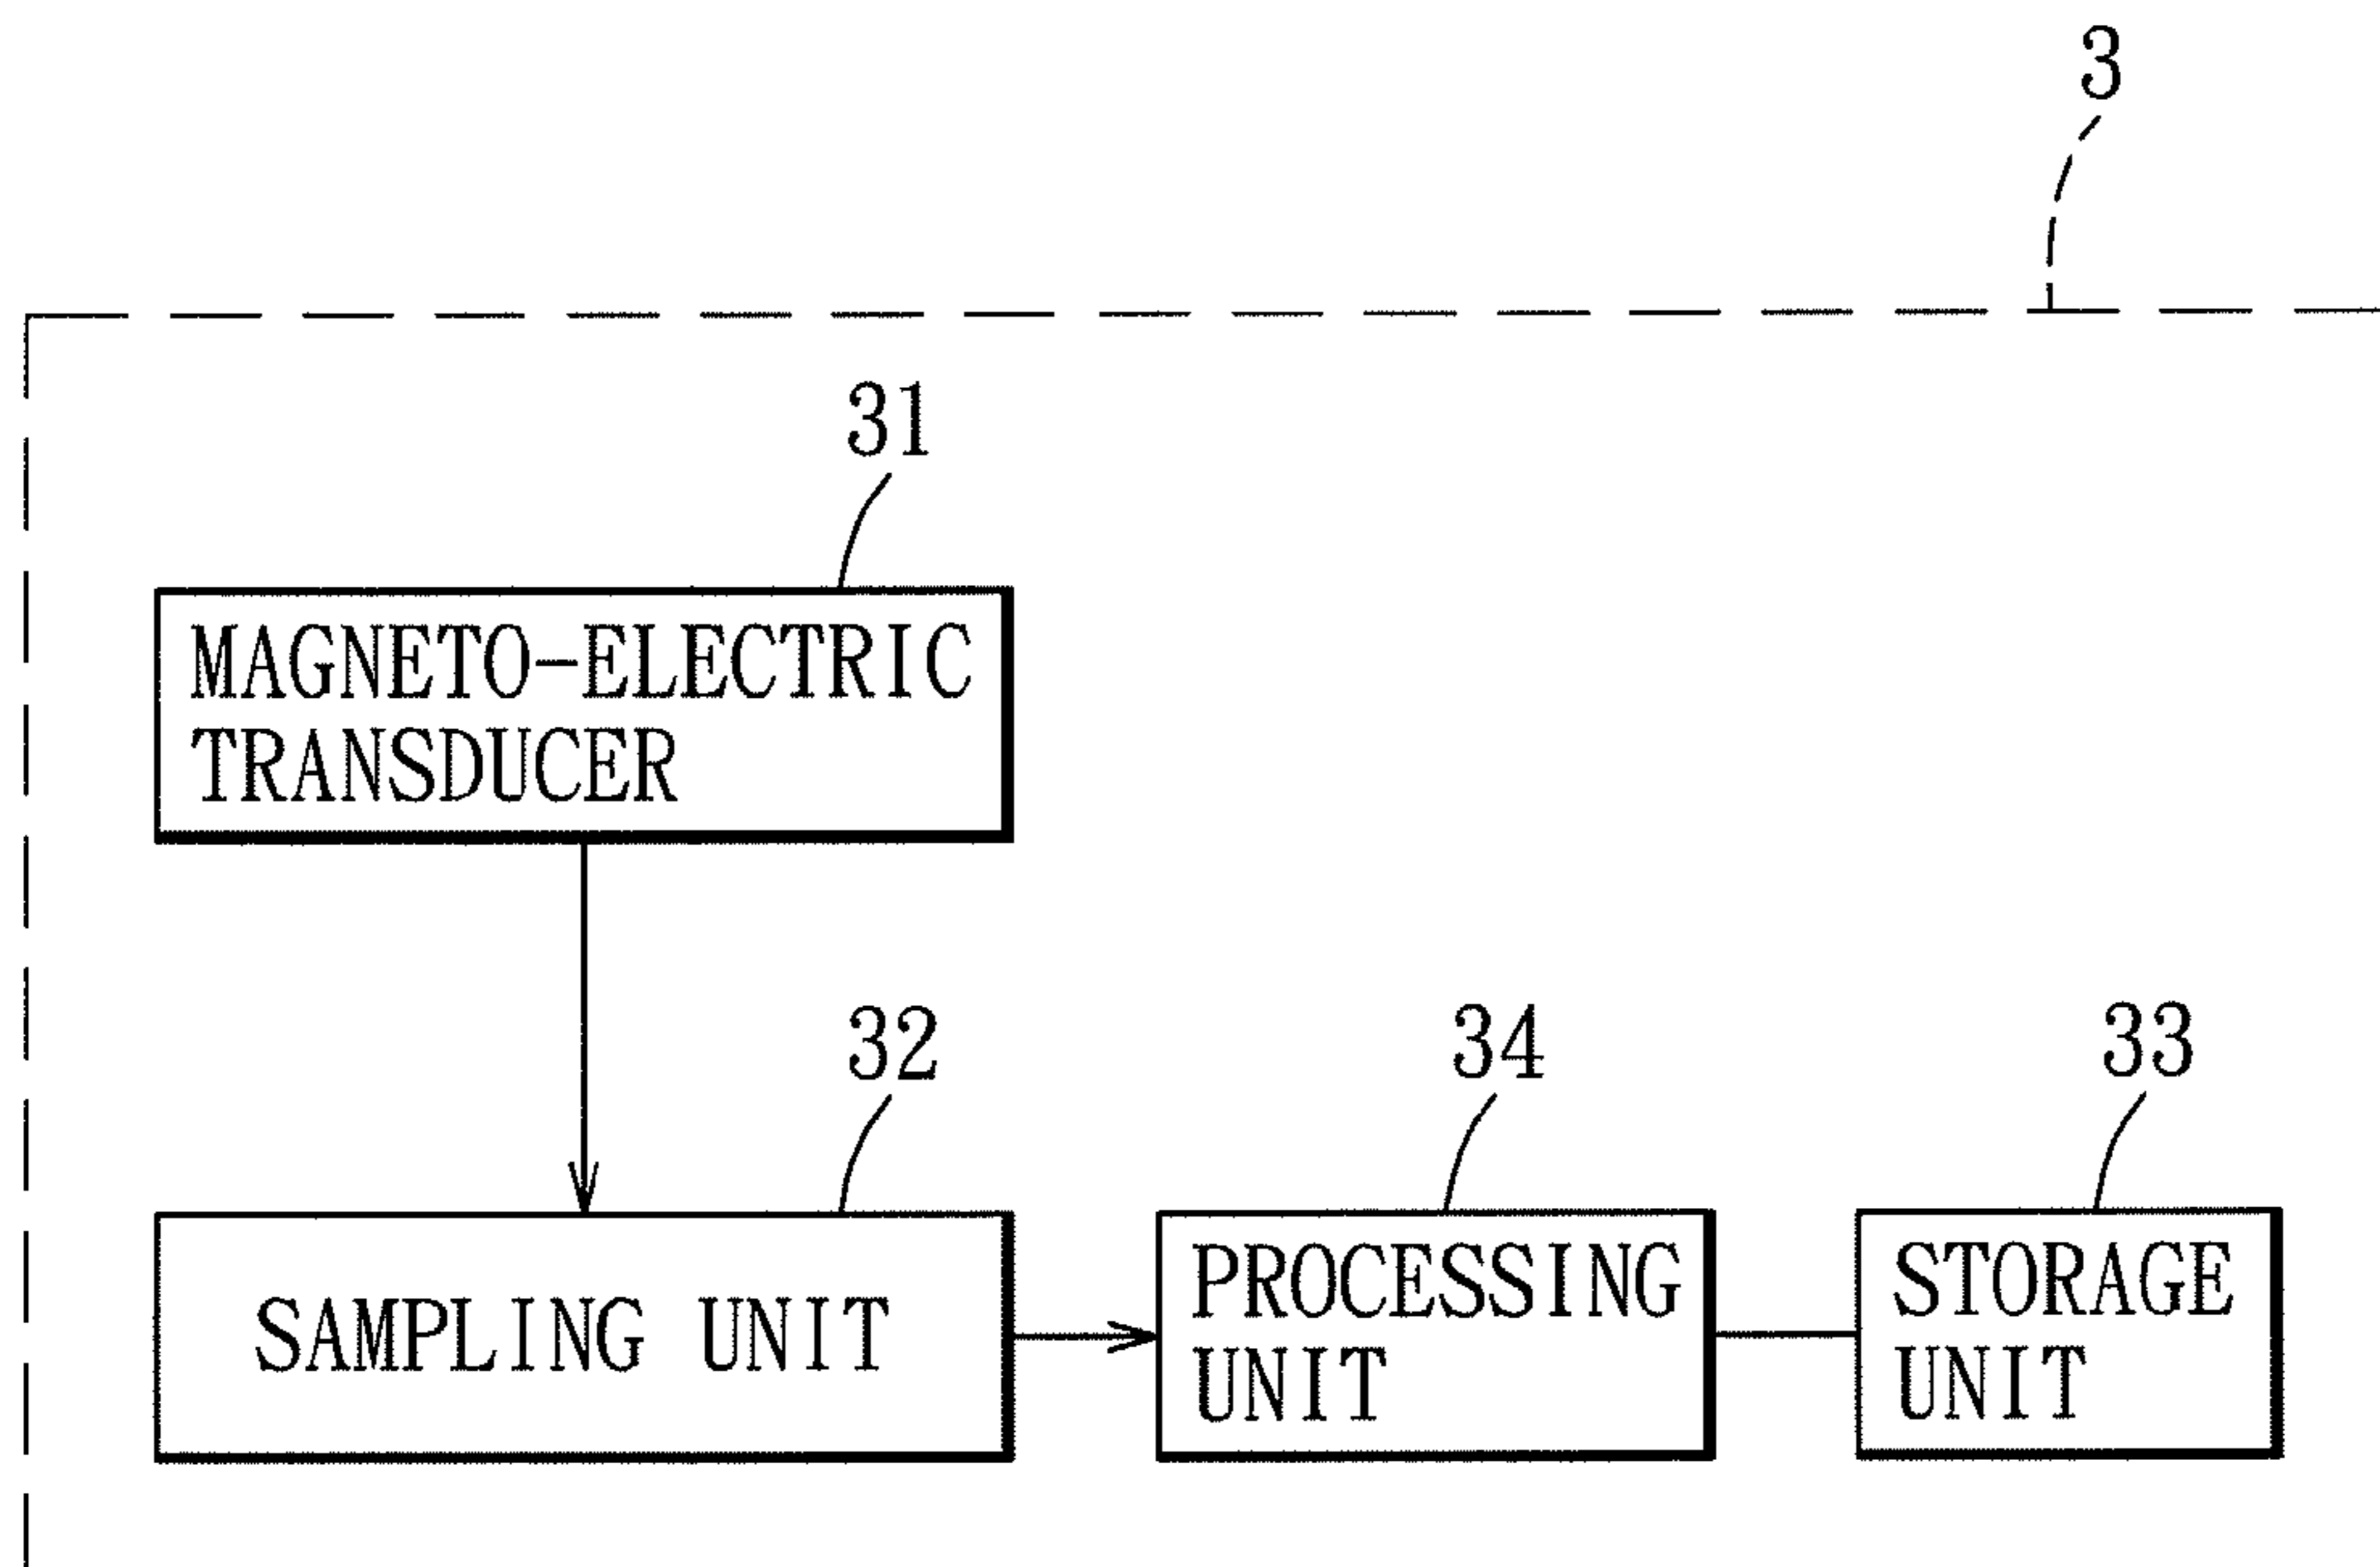 3
31
MAGNETO-ELECTRIC
TRANSDUCER
32
SAMPLING UNIT
34
PROCESSING
UNIT
33
STORAGE
UNIT